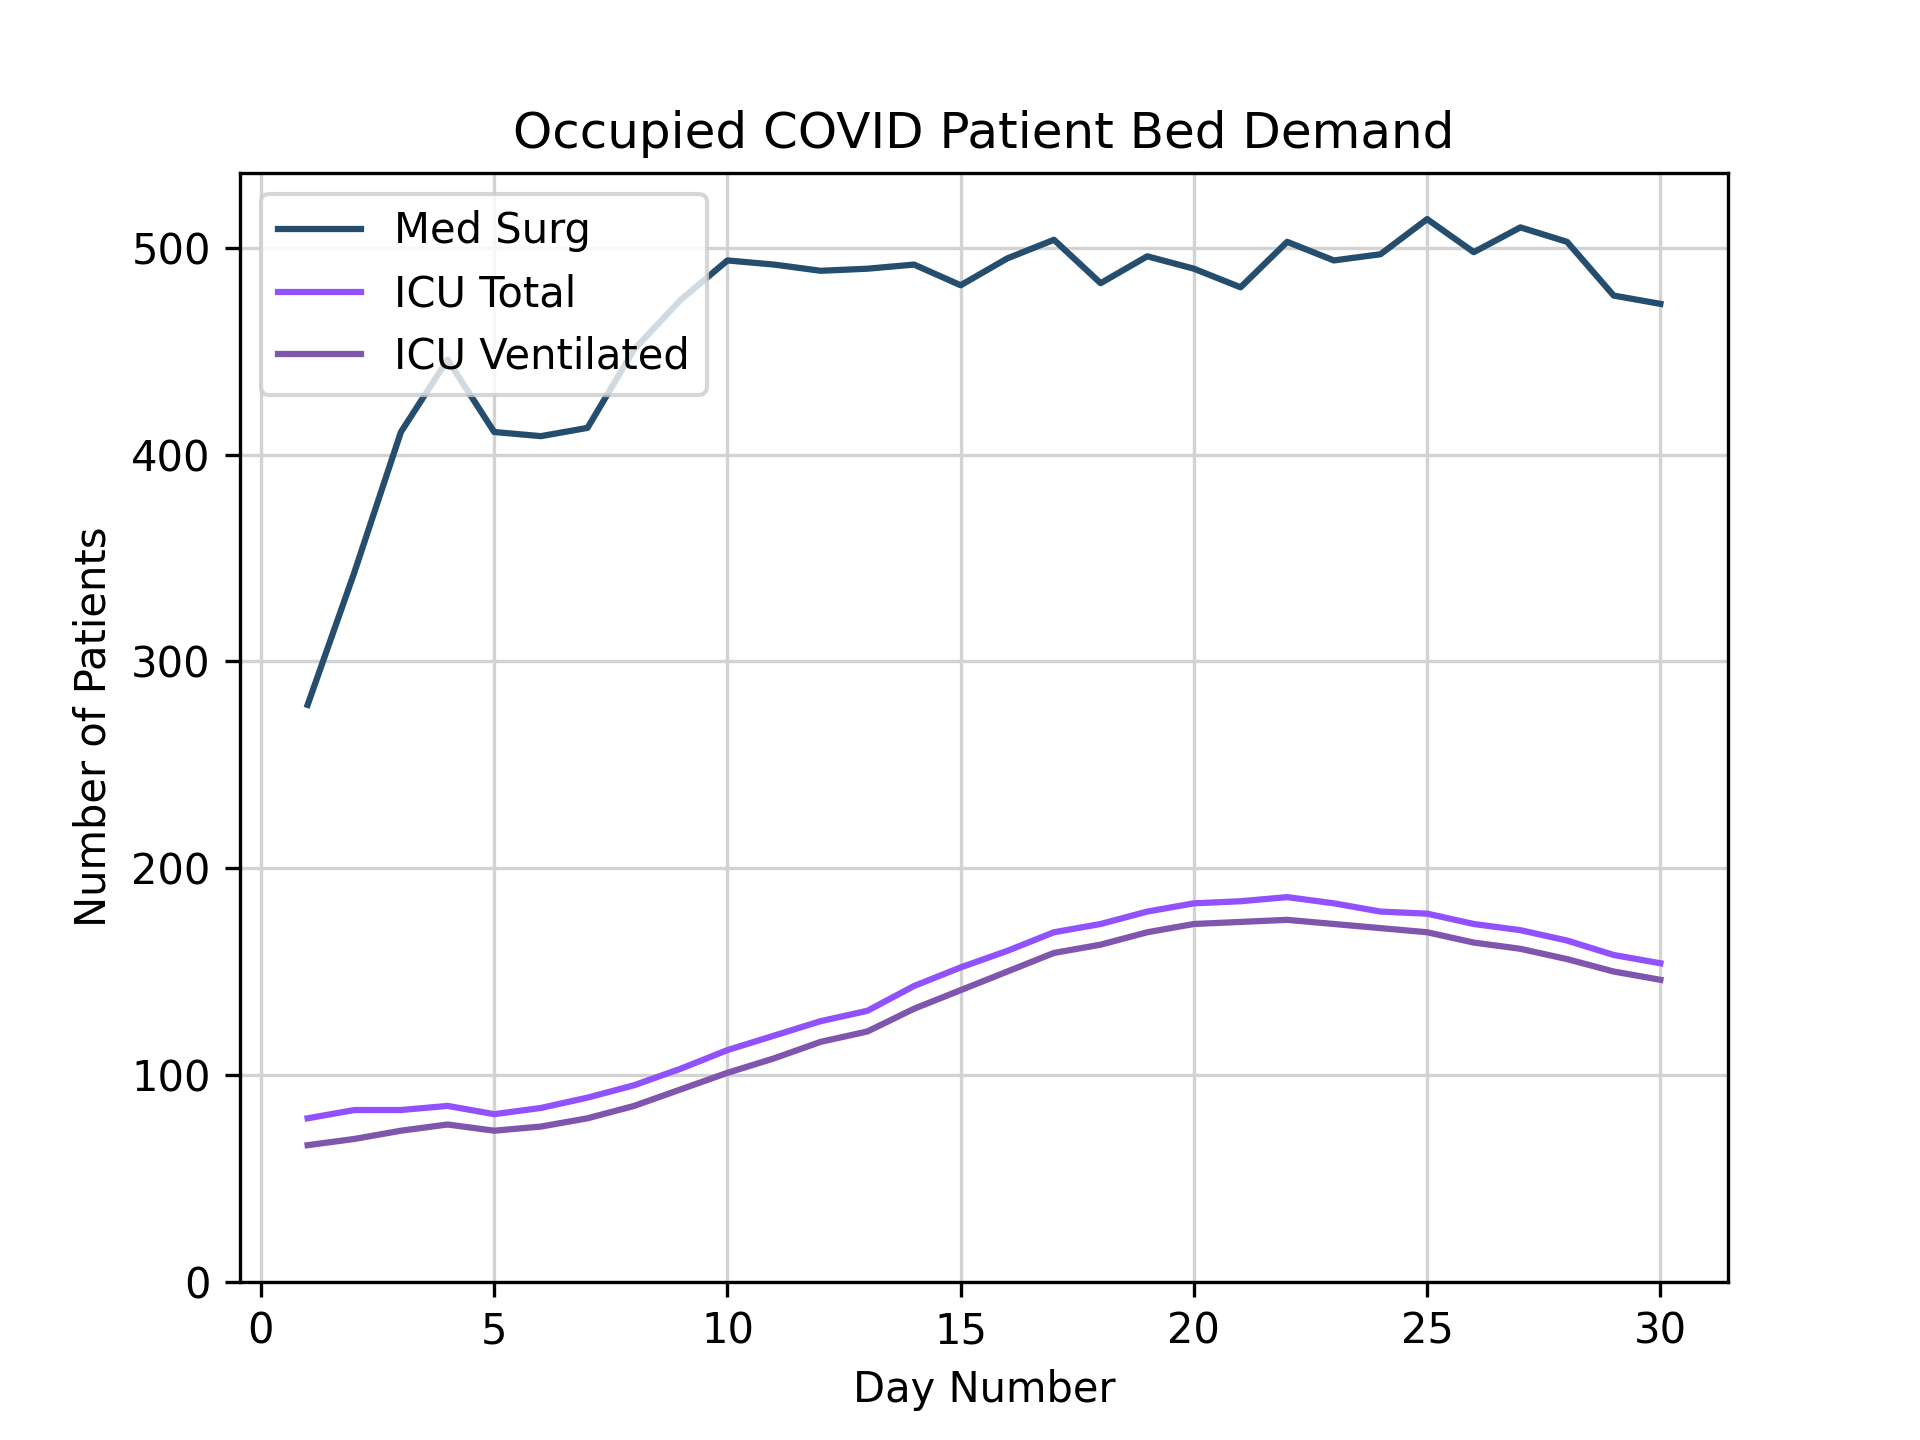 Occupied COVID Patient Bed Demand
Med Surg
ICU Total
ICU Ventilated
500
400
300
200
100
0
Number of Patients
0 5 10 15 20 25 30
Day Number